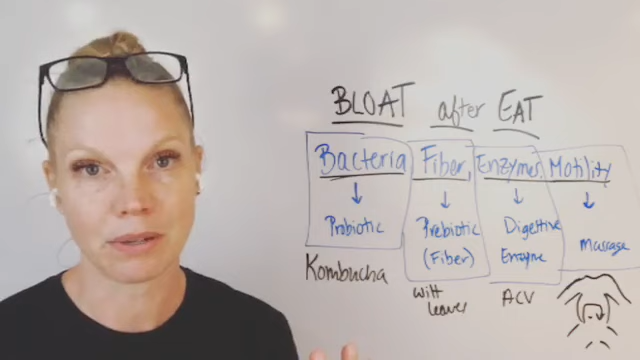 BLOAT after EAT
Bacteria Fiber, Enzymes, Motility
Probiotic Prebiotic Digestive Massage
(Fiber) Enzyme
Kombucha
Wilt ACV
leaves